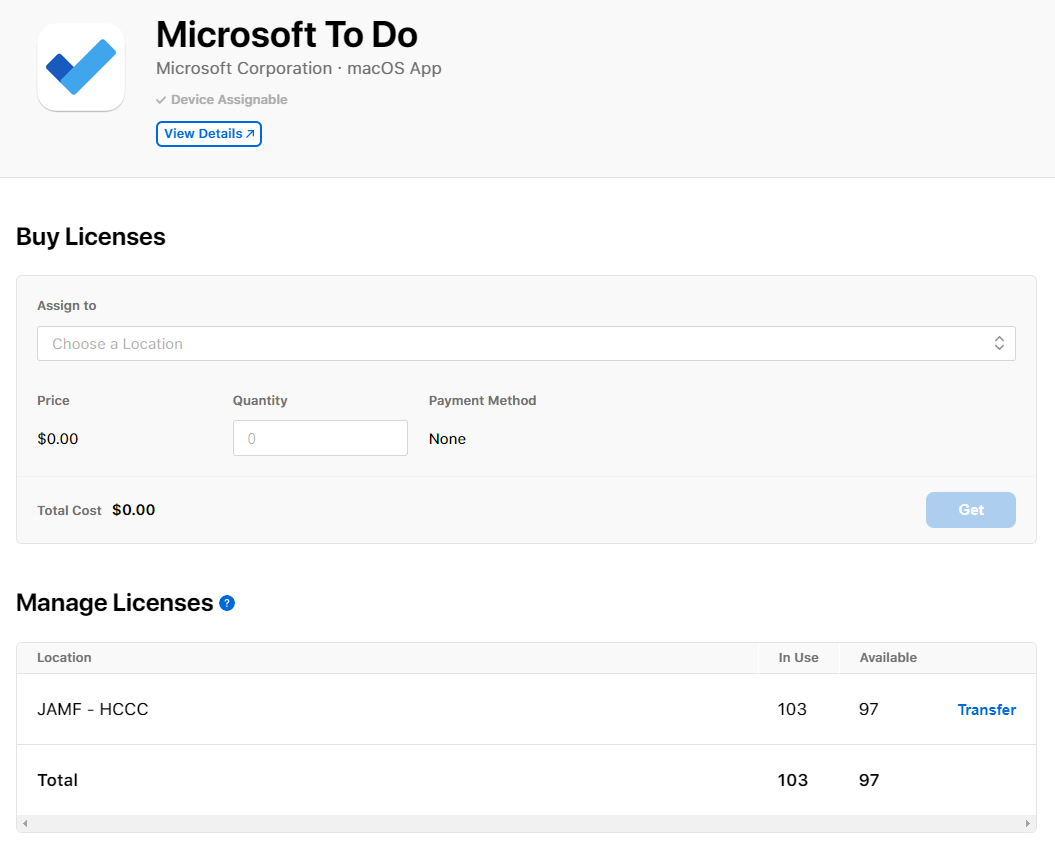 Microsoft To Do
Microsoft Corporation · macOS App
✓ Device Assignable
View Details ↗
Buy Licenses
Assign to
Choose a Location
Price Quantity Payment Method
$0.00 0 None
Total Cost $0.00 Get
Manage Licenses ?
Location In Use Available
JAMF - HCCC 103 97 Transfer
Total 103 97